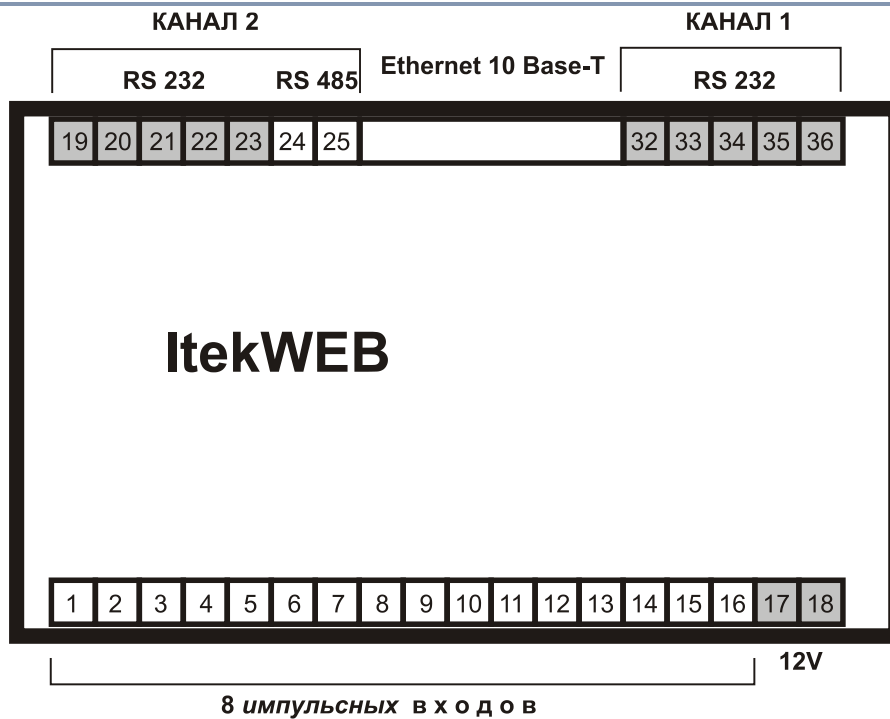 КАНАЛ 2 КАНАЛ 1
RS 232 RS 485 Ethernet 10 Base-T RS 232
19 20 21 22 23 24 25 32 33 34 35 36
ItekWEB
1 2 3 4 5 6 7 8 9 10 11 12 13 14 15 16 17 18
12V
8 импульсных входов